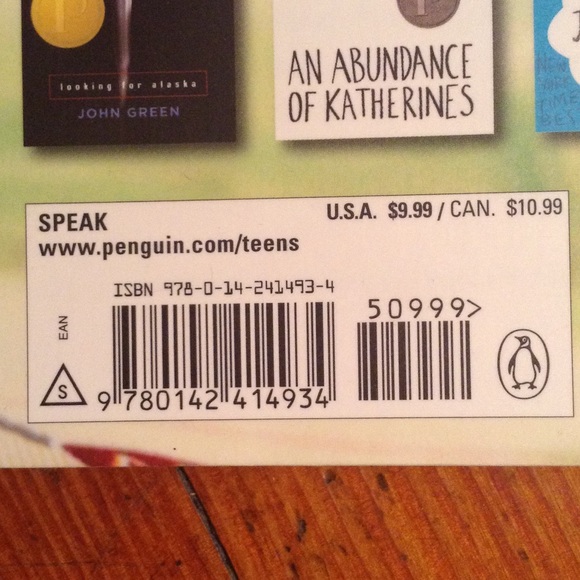 looking for alaska
JOHN GREEN
AN ABUNDANCE
OF KATHERINES
SPEAK
U.S.A. $9.99 / CAN. $10.99
www.penguin.com/teens
ISBN 978-0-14-241493-4
50999>
EAN
S
9 780142 414934